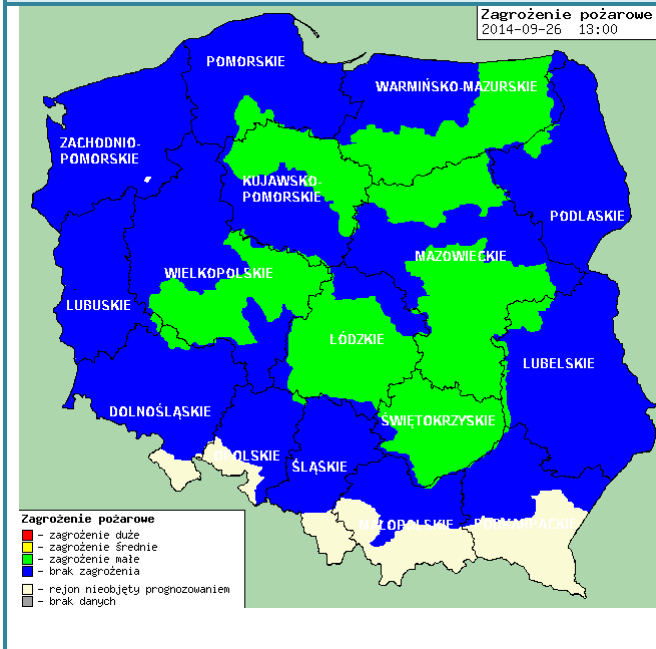 Zagrożenie pożarowe
2014-09-26 13:00
POMORSKIE
WARMIŃSKO-MAZURSKIE
ZACHODNIO-
POMORSKIE
KUJAWSKO-
POMORSKIE
PODLASKIE
MAZOWIECKIE
WIELKOPOLSKIE
LUBUSKIE
ŁÓDZKIE
LUBELSKIE
DOLNOŚLĄSKIE
ŚWIĘTOKRZYSKIE
OPOLSKIE
ŚLĄSKIE
MAŁOPOLSKIE
PODKARPACKIE
Zagrożenie pożarowe
- zagrożenie duże
- zagrożenie średnie
- zagrożenie małe
- brak zagrożenia
- rejon nieobjęty prognozowaniem
- brak danych